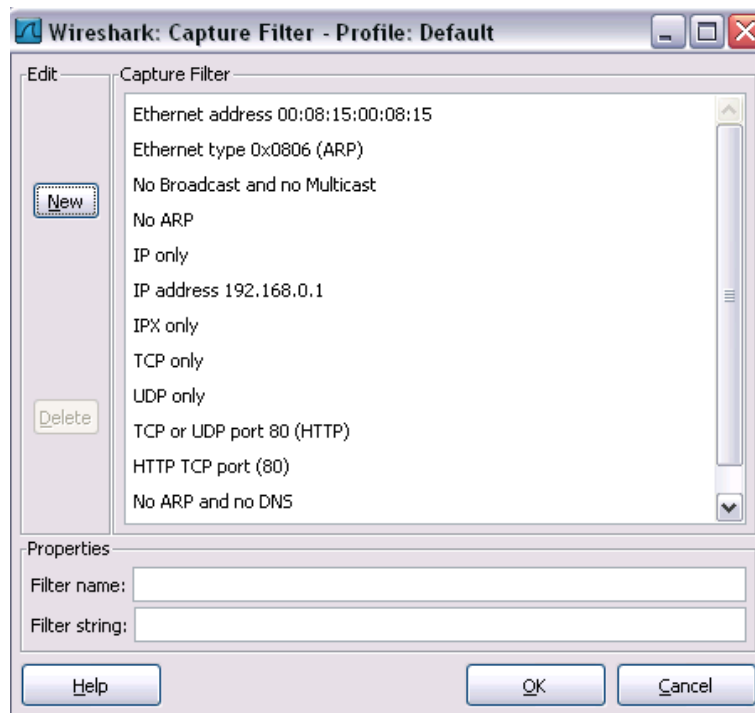 Wireshark: Capture Filter - Profile: Default
Edit
Capture Filter
New
Delete
Ethernet address 00:08:15:00:08:15
Ethernet type 0x0806 (ARP)
No Broadcast and no Multicast
No ARP
IP only
IP address 192.168.0.1
IPX only
TCP only
UDP only
TCP or UDP port 80 (HTTP)
HTTP TCP port (80)
No ARP and no DNS
Properties
Filter name:
Filter string:
Help
OK
Cancel